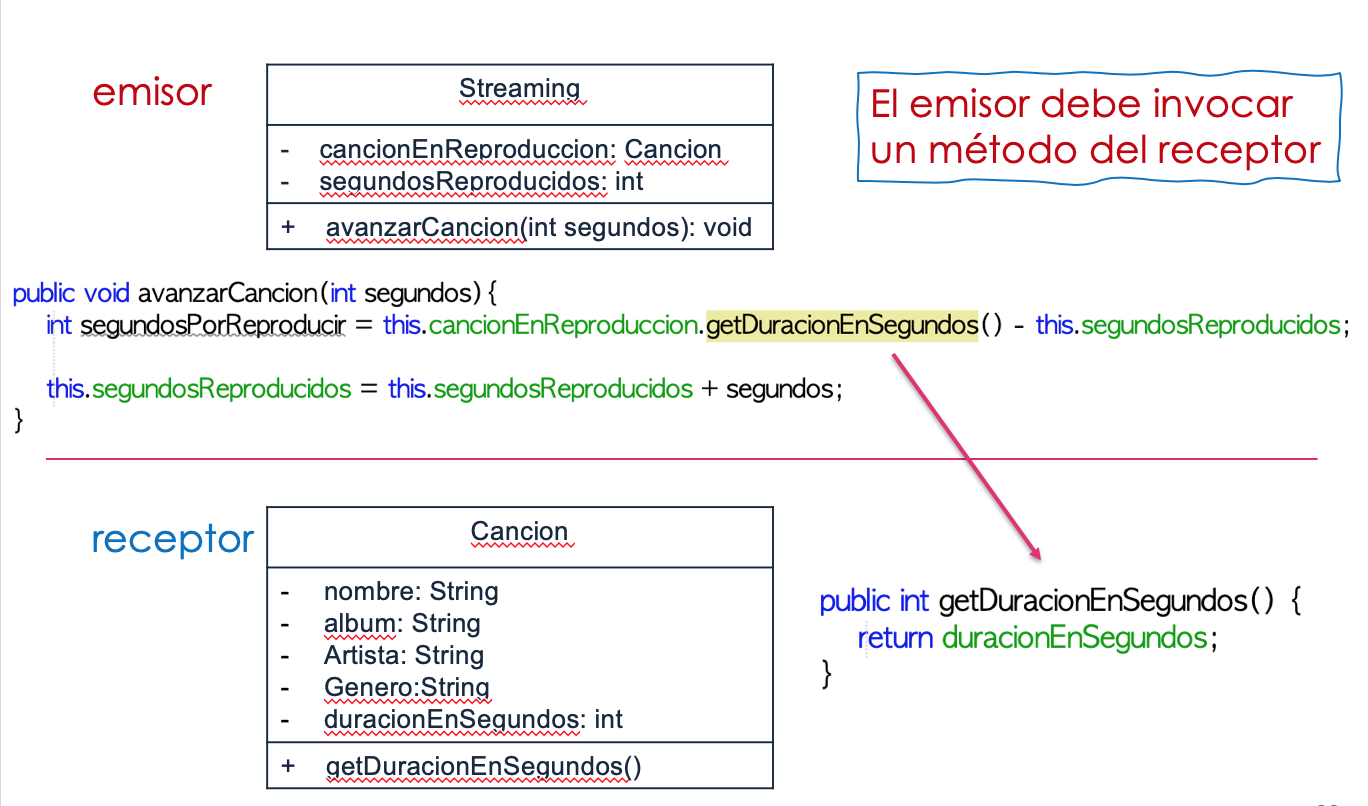 emisor
Streaming
El emisor debe invocar
un método del receptor
- cancionEnReproduccion: Cancion
- segundosReproducidos: int
+ avanzarCancion(int segundos): void
public void avanzarCancion(int segundos){
int segundosPorReproducir = this.cancionEnReproduccion.getDuracionEnSegundos() - this.segundosReproducidos;
this.segundosReproducidos = this.segundosReproducidos + segundos;
}
receptor
Cancion
- nombre: String
- album: String
- Artista: String
- Genero:String
- duracionEnSegundos: int
+ getDuracionEnSegundos()
public int getDuracionEnSegundos() {
return duracionEnSegundos;
}